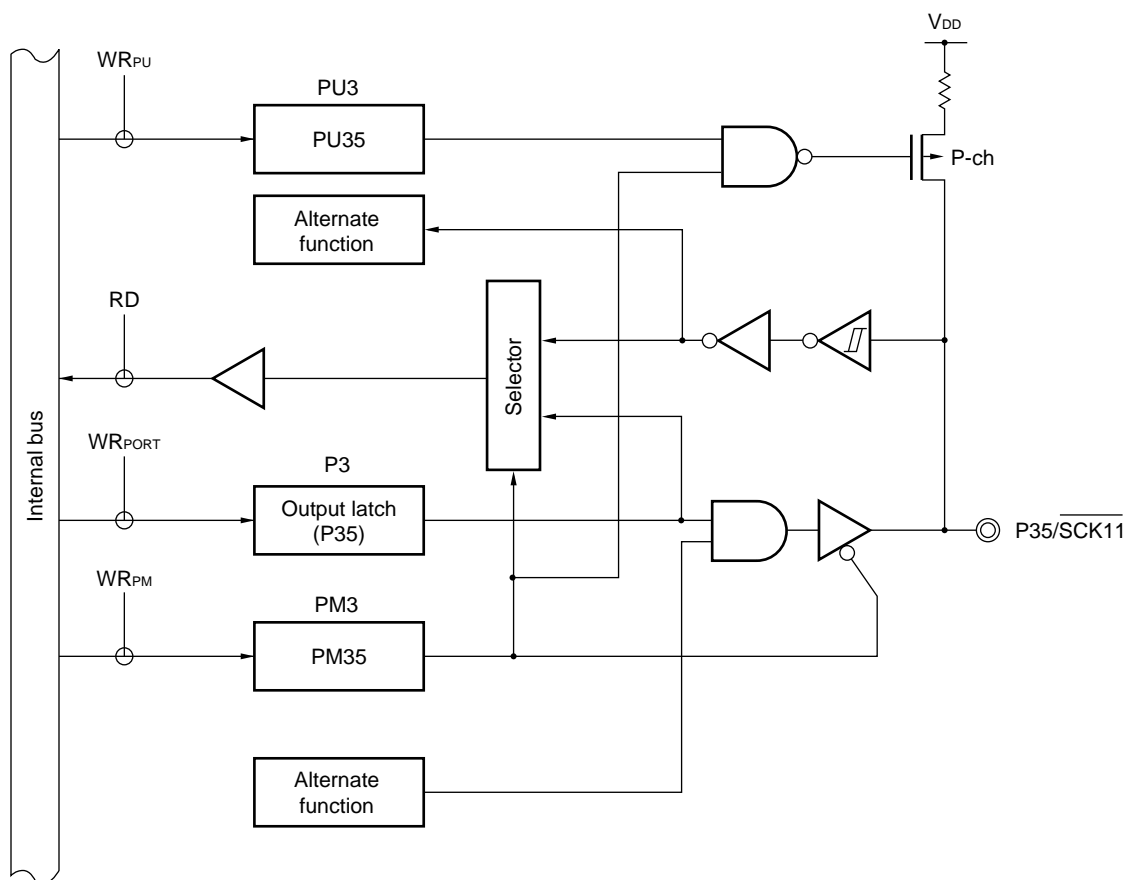 VDD
WRPU
PU3
PU35
P-ch
Alternate
function
RD
Selector
Internal bus
WRPORT
P3
Output latch
(P35)
P35/SCK11
WRPM
PM3
PM35
Alternate
function